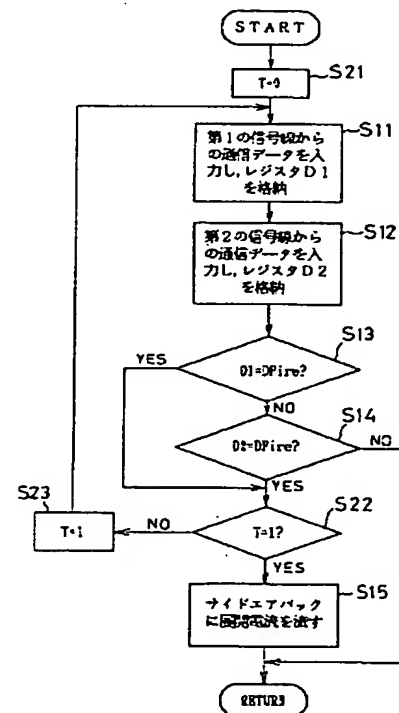 START
T=0
S21
第1の信号線から
の通信データを入
力し,レジスタD1
を格納
S11
第2の信号線から
の通信データを入
力し,レジスタD2
を格納
S12
D1=DFire?
S13
YES
NO
D2=DFire?
S14
NO
YES
T=1?
S22
NO
T=1
S23
YES
サイドエアバック
に展開電流を流す
S15
RETURN